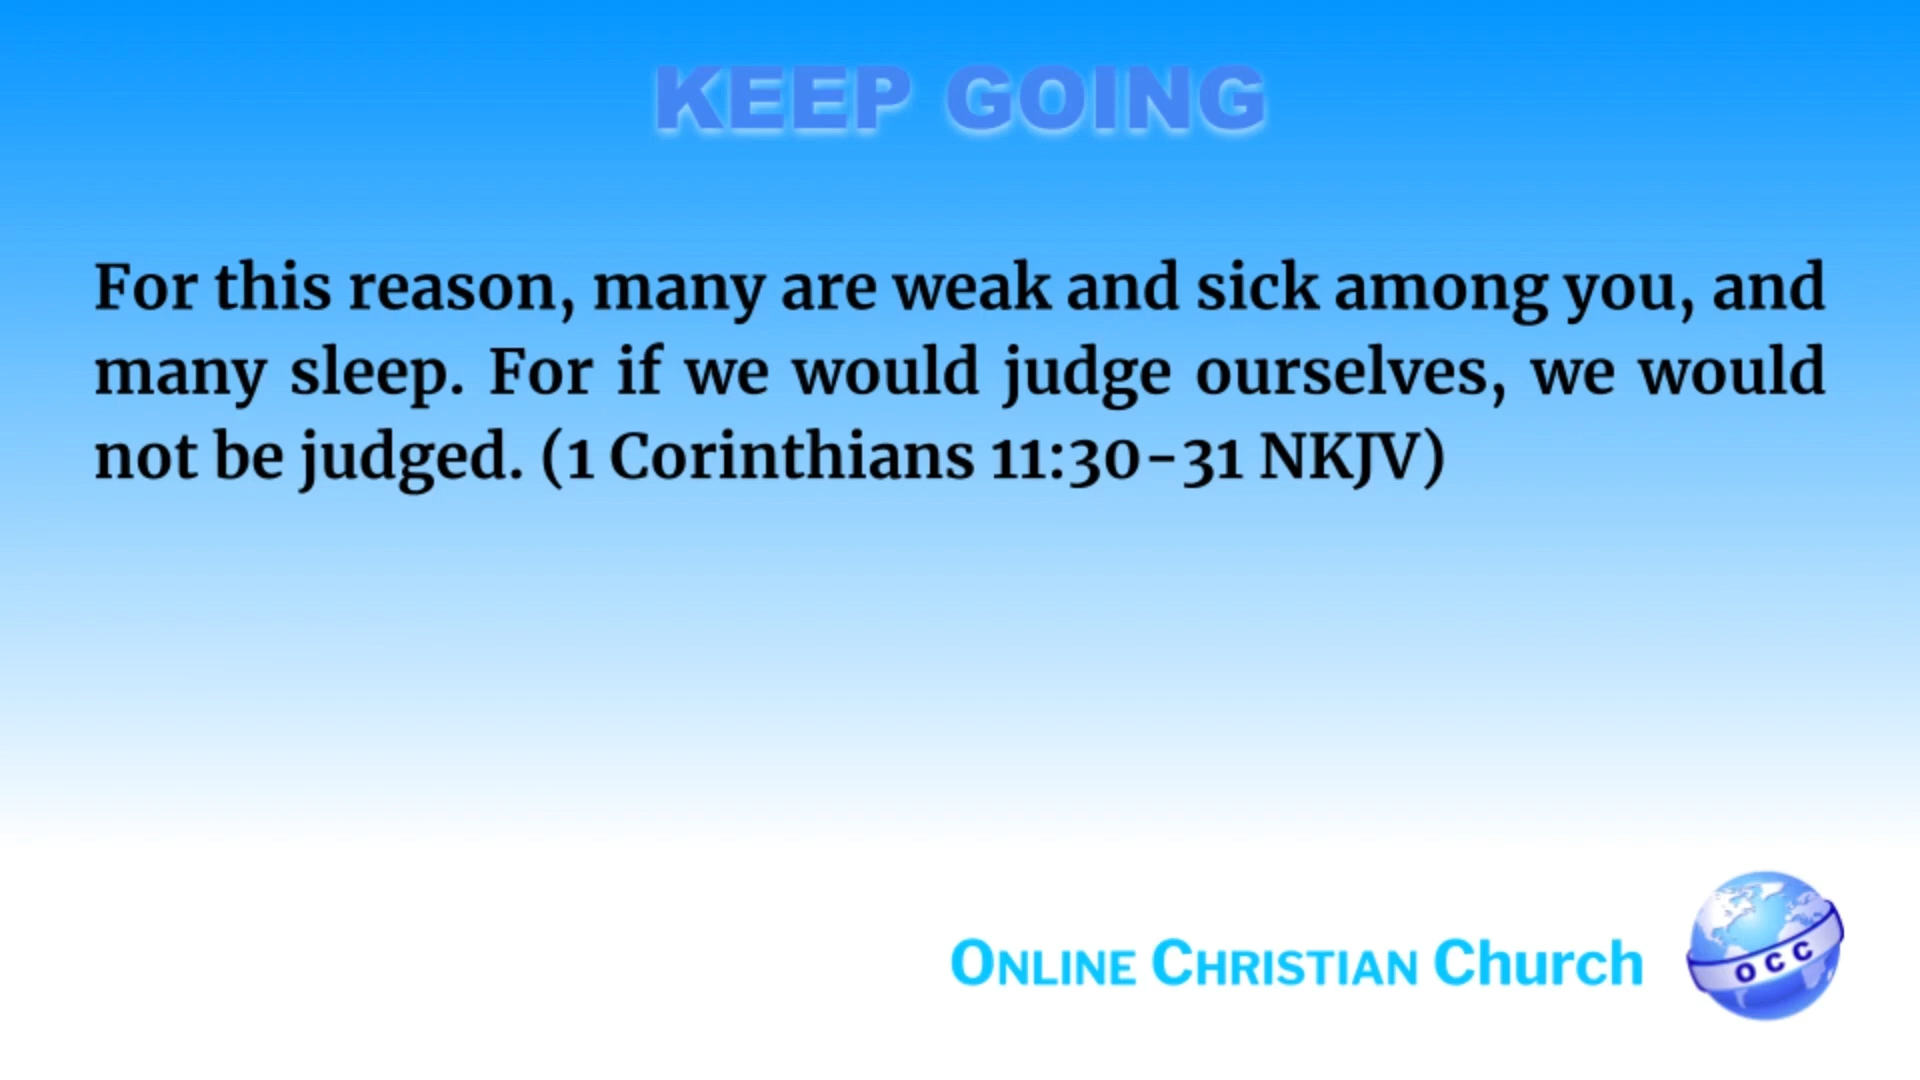 KEEP GOING
For this reason, many are weak and sick among you, and
many sleep. For if we would judge ourselves, we would
not be judged. (1 Corinthians 11:30-31 NKJV)
ONLINE CHRISTIAN Church
OCC